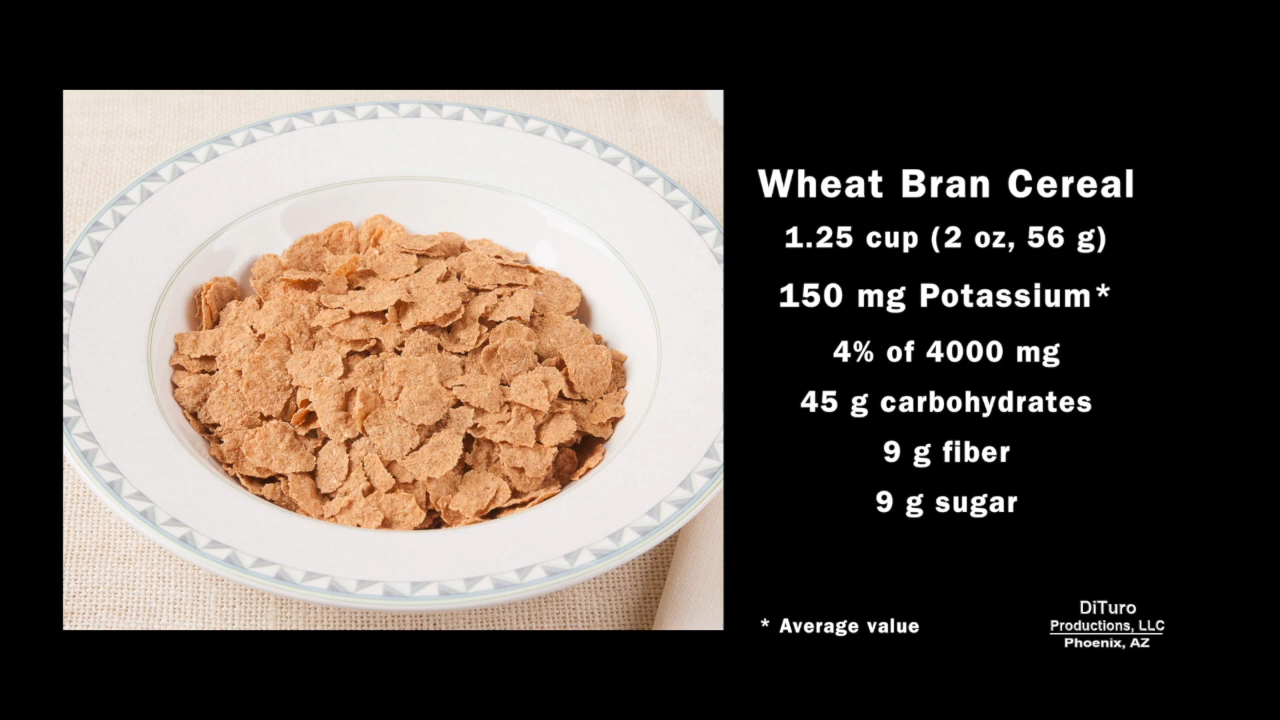 Wheat Bran Cereal
1.25 cup (2 oz, 56 g)
150 mg Potassium*
4% of 4000 mg
45 g carbohydrates
9 g fiber
9 g sugar
* Average value
DiTuro
Productions, LLC
Phoenix, AZ